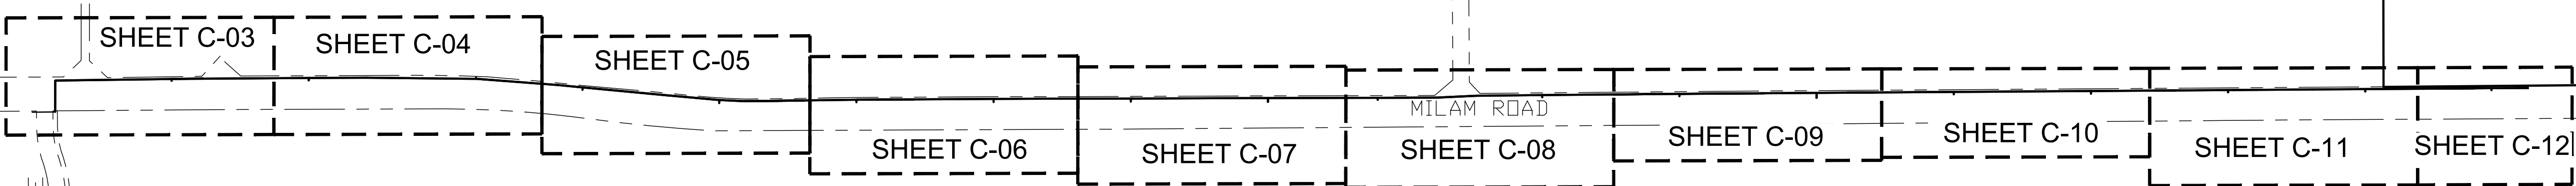 SHEET C-03
SHEET C-04
SHEET C-05
SHEET C-06
SHEET C-07
MILAM ROAD
SHEET C-08
SHEET C-09
SHEET C-10
SHEET C-11
SHEET C-12